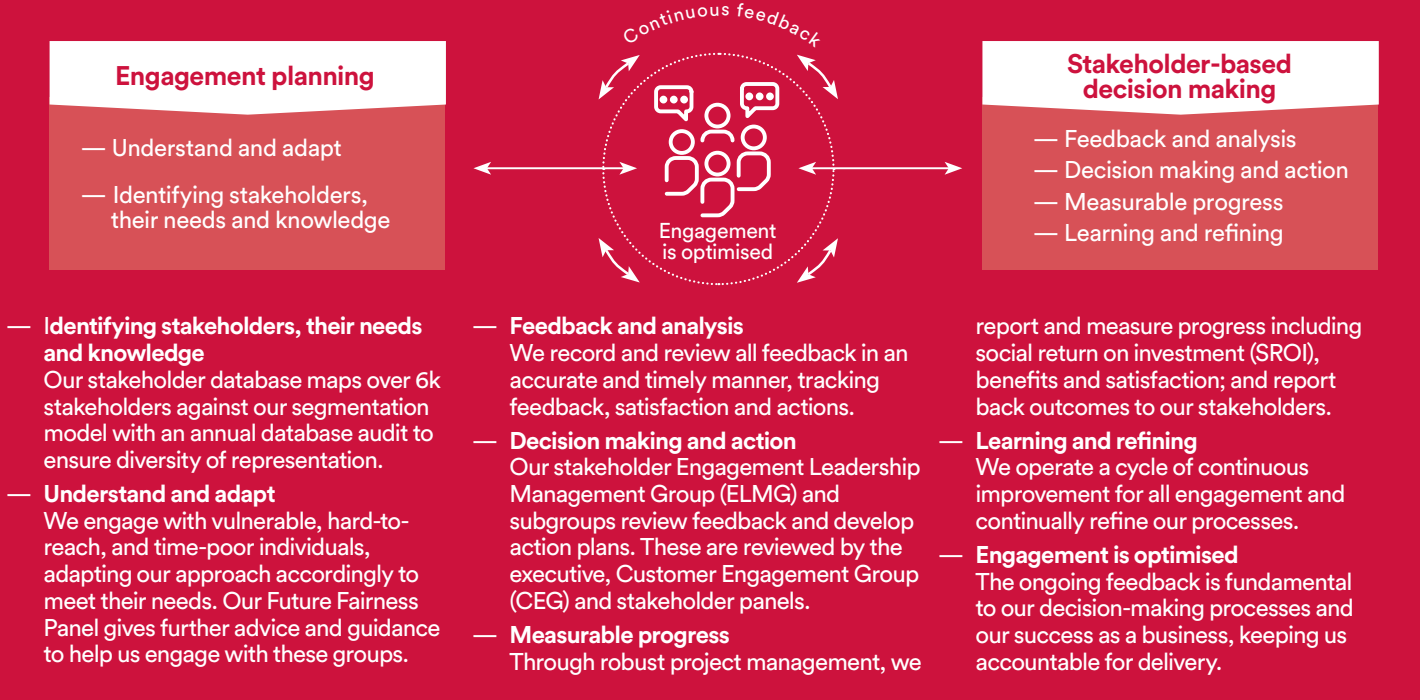 Continuous feedback
Engagement planning
— Understand and adapt
— Identifying stakeholders,
their needs and knowledge
Engagement
is optimised
Stakeholder-based
decision making
— Feedback and analysis
— Decision making and action
— Measurable progress
— Learning and refining
— Identifying stakeholders, their needs
and knowledge
Our stakeholder database maps over 6k
stakeholders against our segmentation
model with an annual database audit to
ensure diversity of representation.
— Understand and adapt
We engage with vulnerable, hard-to-
reach, and time-poor individuals,
adapting our approach accordingly to
meet their needs. Our Future Fairness
Panel gives further advice and guidance
to help us engage with these groups.
— Feedback and analysis
We record and review all feedback in an
accurate and timely manner, tracking
feedback, satisfaction and actions.
— Decision making and action
Our stakeholder Engagement Leadership
Management Group (ELMG) and
subgroups review feedback and develop
action plans. These are reviewed by the
executive, Customer Engagement Group
(CEG) and stakeholder panels.
— Measurable progress
Through robust project management, we
report and measure progress including
social return on investment (SROI),
benefits and satisfaction; and report
back outcomes to our stakeholders.
— Learning and refining
We operate a cycle of continuous
improvement for all engagement and
continually refine our processes.
— Engagement is optimised
The ongoing feedback is fundamental
to our decision-making processes and
our success as a business, keeping us
accountable for delivery.